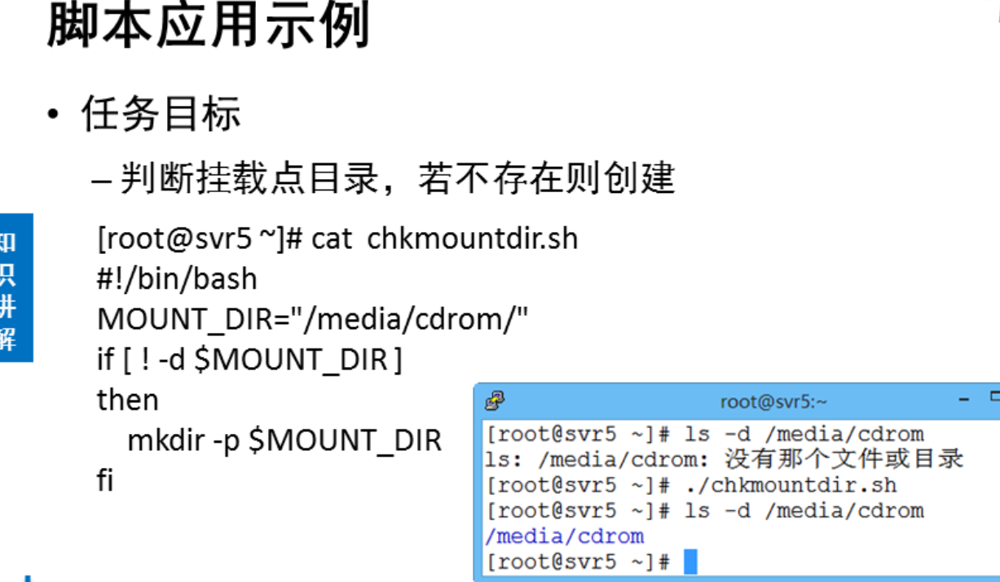 脚本应用示例
• 任务目标
– 判断挂载点目录，若不存在则创建
[root@svr5 ~]# cat chkmountdir.sh
#!/bin/bash
MOUNT_DIR="/media/cdrom/"
if [ ! -d $MOUNT_DIR ]
then
mkdir -p $MOUNT_DIR
fi
知
识
讲
解
root@svr5:~
[root@svr5 ~]# ls -d /media/cdrom
ls: /media/cdrom: 没有那个文件或目录
[root@svr5 ~]# ./chkmountdir.sh
[root@svr5 ~]# ls -d /media/cdrom
/media/cdrom
[root@svr5 ~]#